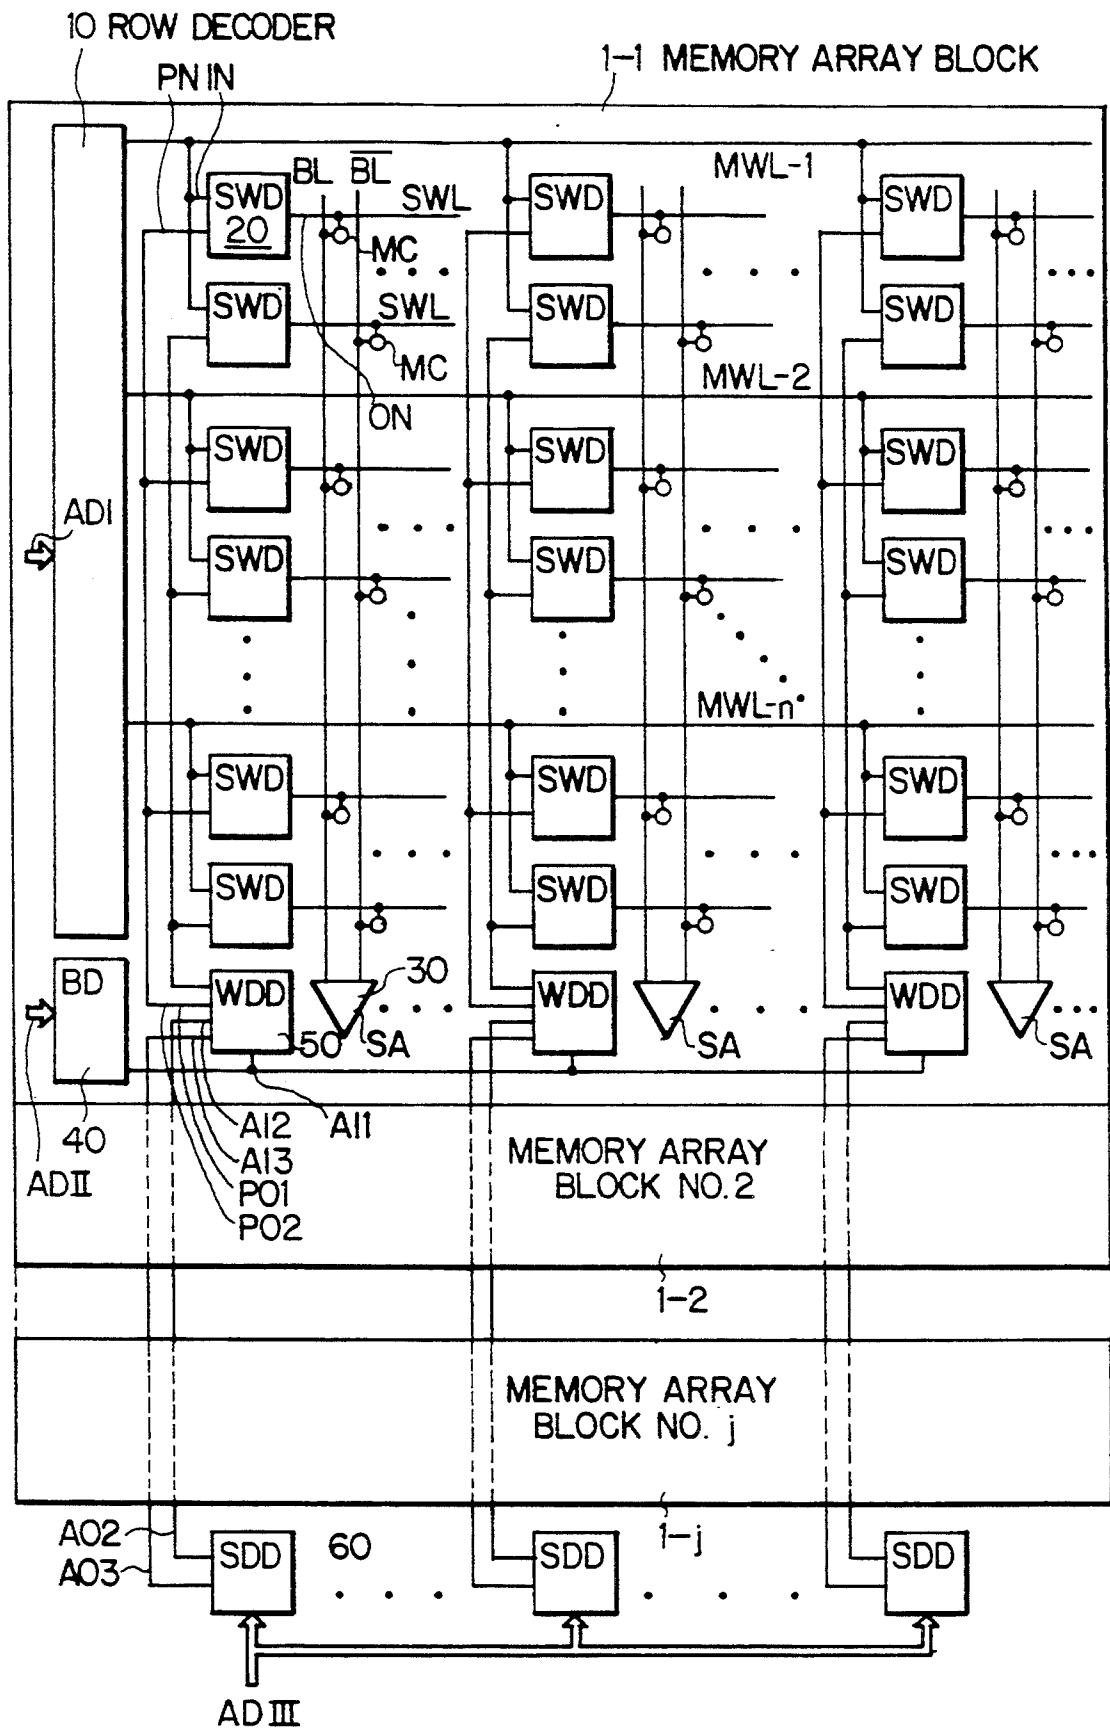 10 ROW DECODER
1-1 MEMORY ARRAY BLOCK
PN IN
MWL-1
BL B̅L̅ SWL
SWD 20
SWD
SWD
MC
SWD
SWD
SWD
SWL
MC
ON
MWL-2
SWD
SWD
SWD
ADI
SWD
SWD
SWD
MWL-n
SWD
SWD
SWD
SWD
SWD
SWD
BD
WDD
30
WDD
WDD
50
SA
SA
SA
40
AI2
AI1
AI3
ADII
PO1
PO2
MEMORY ARRAY
BLOCK NO.2
1-2
MEMORY ARRAY
BLOCK NO. j
1-j
AO2
AO3
SDD
60
SDD
SDD
ADIII